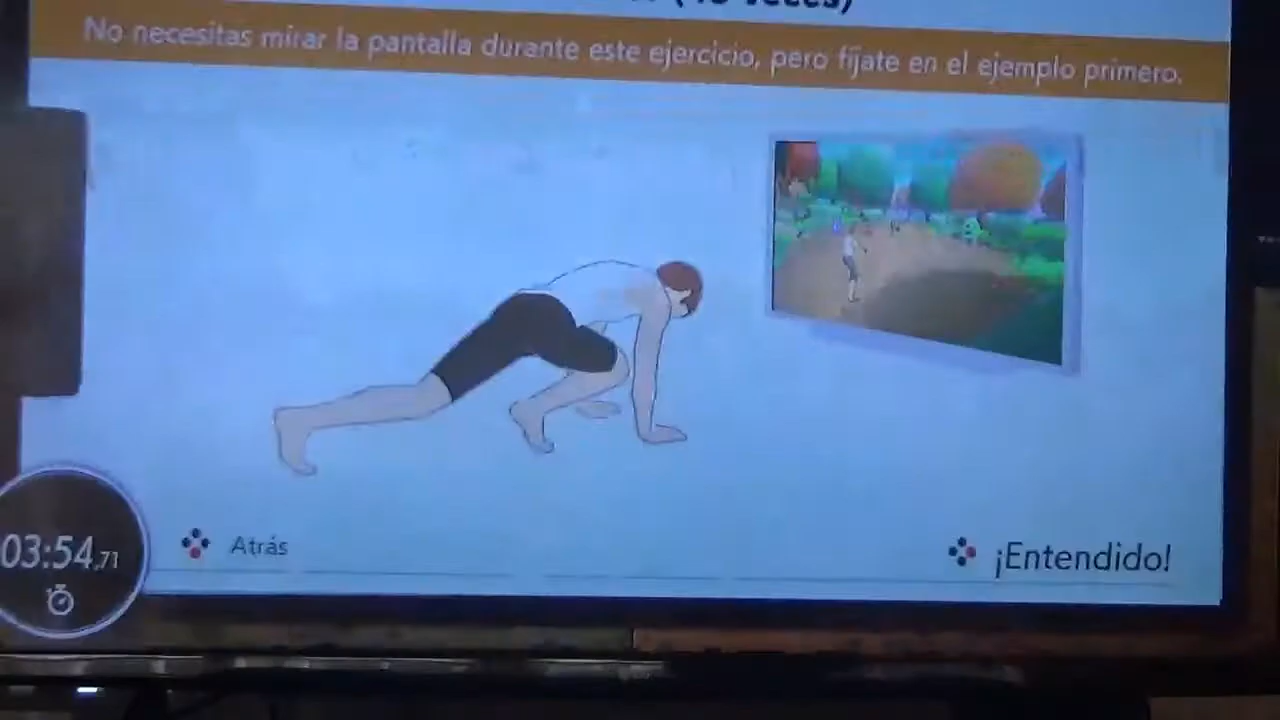 No necesitas mirar la pantalla durante este ejercicio, pero fíjate en el ejemplo primero.
03:54.71
Atrás
¡Entendido!